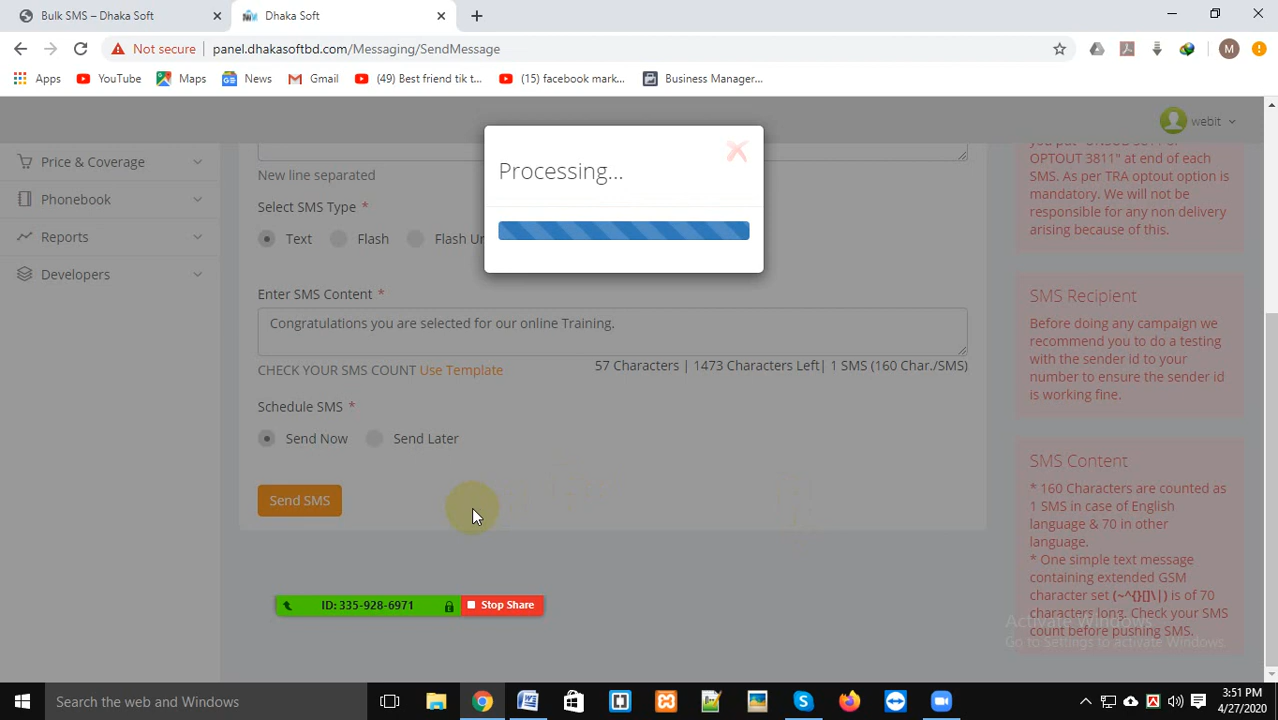 Bulk SMS – Dhaka Soft
Dhaka Soft
Not secure
panel.dhakasoftbd.com/Messaging/SendMessage
M
Apps
YouTube
Maps
News
Gmail
(49) Best friend tik t...
(15) facebook mark...
Business Manager...
webit
Price & Coverage
Phonebook
Reports
Developers
New line separated
Select SMS Type *
Text
Flash
Processing...
Enter SMS Content *
Congratulations you are selected for our online Training.
CHECK YOUR SMS COUNT Use Template
57 Characters | 1473 Characters Left| 1 SMS (160 Char./SMS)
Schedule SMS *
Send Now
Send Later
Send SMS
OPTOUT 3811" at end of each
SMS. As per TRA optout option is
mandatory. We will not be
responsible for any non delivery
arising because of this.
SMS Recipient
Before doing any campaign we
recommend you to do a testing
with the sender id to your
number to ensure the sender id
is working fine.
SMS Content
* 160 Characters are counted as
1 SMS in case of English
language & 70 in other
language.
* One simple text message
containing extended GSM
character set (~^{}[]\|) is of 70
characters long. Check your SMS
count before pushing SMS.
Activate Windows
Go to Settings to activate Windows.
ID: 335-928-6971
Stop Share
Search the web and Windows
3:51 PM
4/27/2020